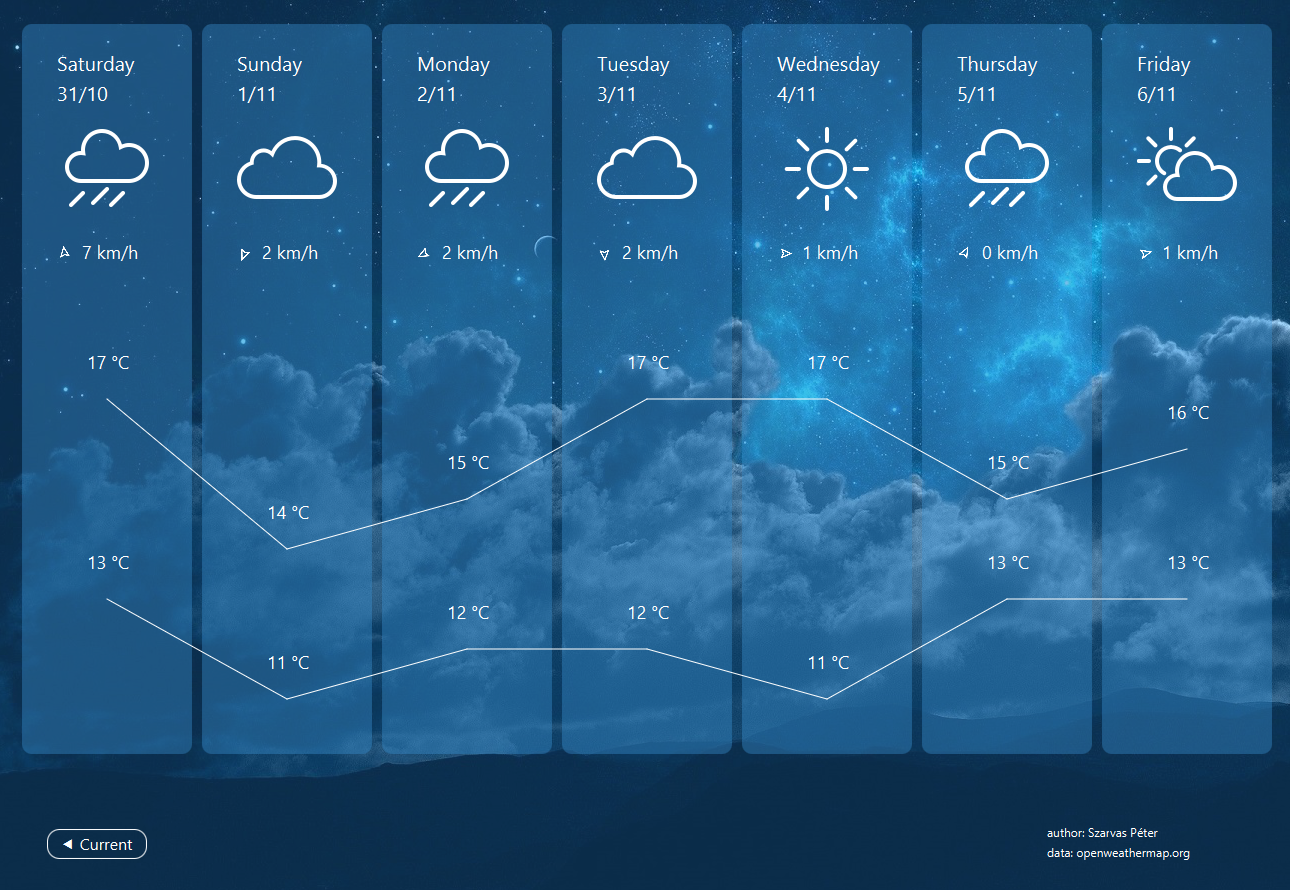 Saturday
31/10
7 km/h
17 °C
13 °C
Sunday
1/11
2 km/h
14 °C
11 °C
Monday
2/11
2 km/h
15 °C
12 °C
Tuesday
3/11
2 km/h
17 °C
12 °C
Wednesday
4/11
1 km/h
17 °C
11 °C
Thursday
5/11
0 km/h
15 °C
13 °C
Friday
6/11
1 km/h
16 °C
13 °C
Current
author: Szarvas Péter
data: openweathermap.org